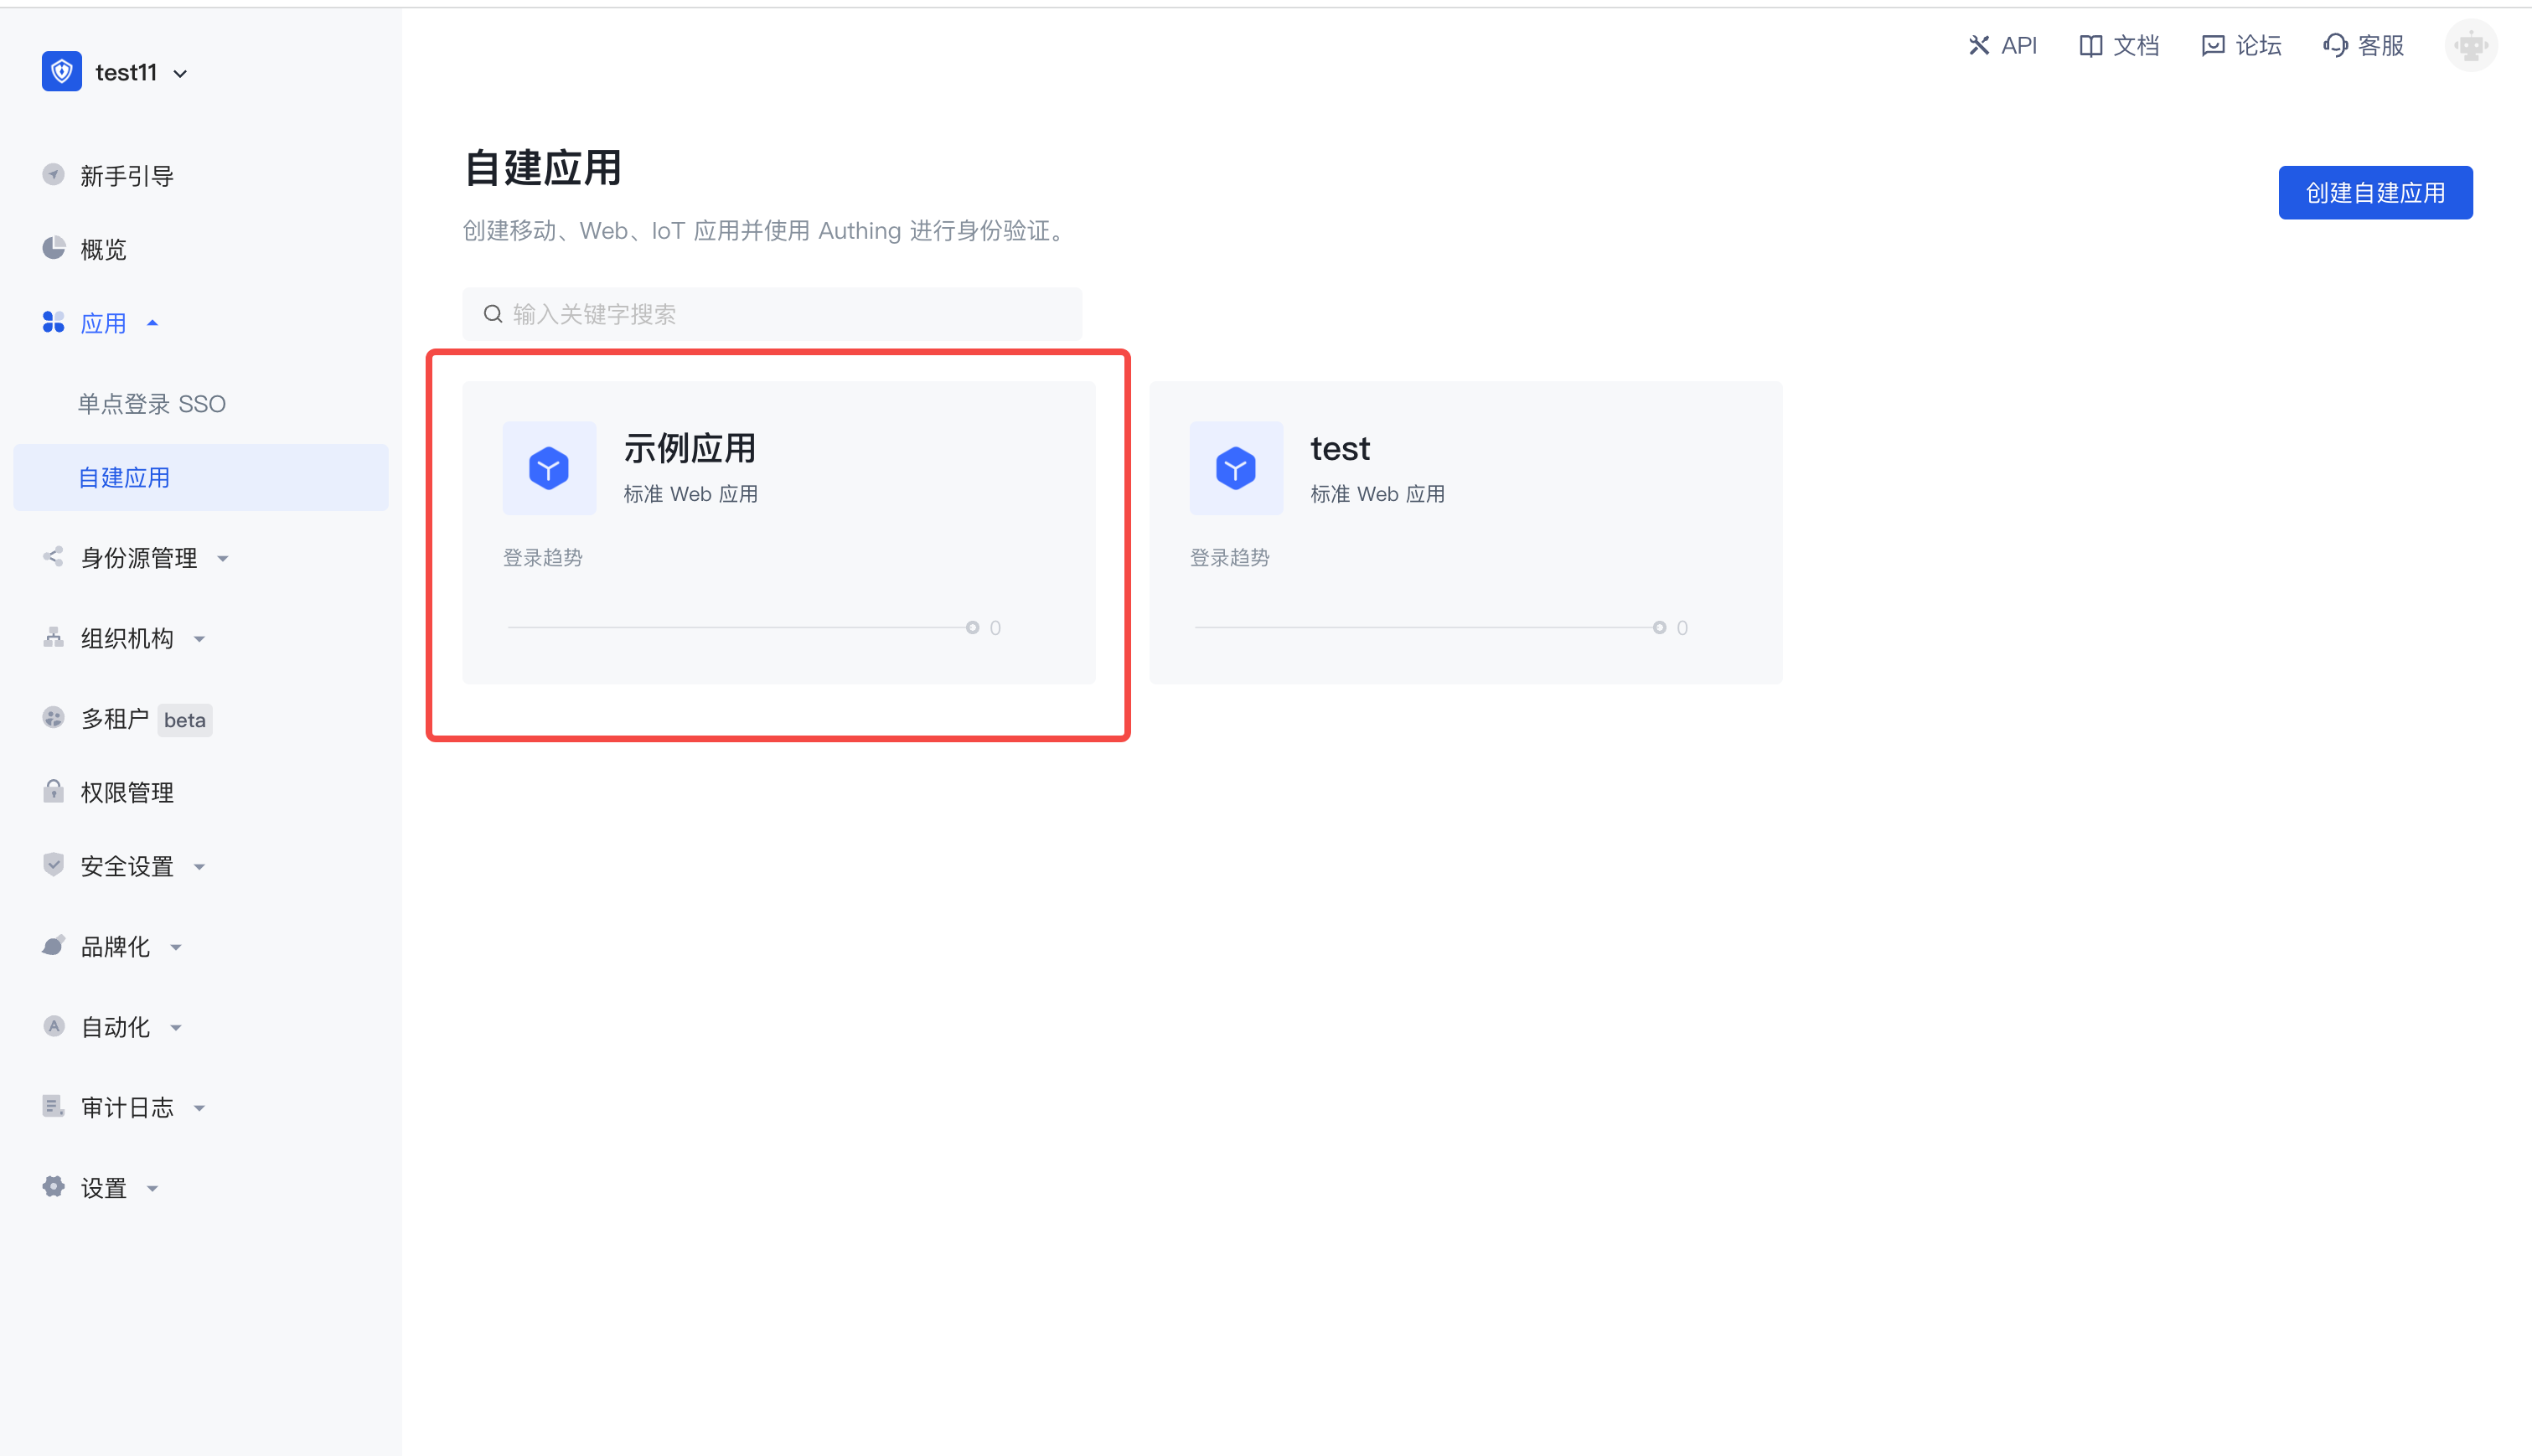 test11
新手引导
概览
应用
单点登录 SSO
自建应用
身份源管理
组织机构
多租户 beta
权限管理
安全设置
品牌化
自动化
审计日志
设置
API 文档 论坛 客服
自建应用
创建自建应用
创建移动、Web、IoT 应用并使用 Authing 进行身份验证。
输入关键字搜索
示例应用
标准 Web 应用
登录趋势
0
test
标准 Web 应用
登录趋势
0